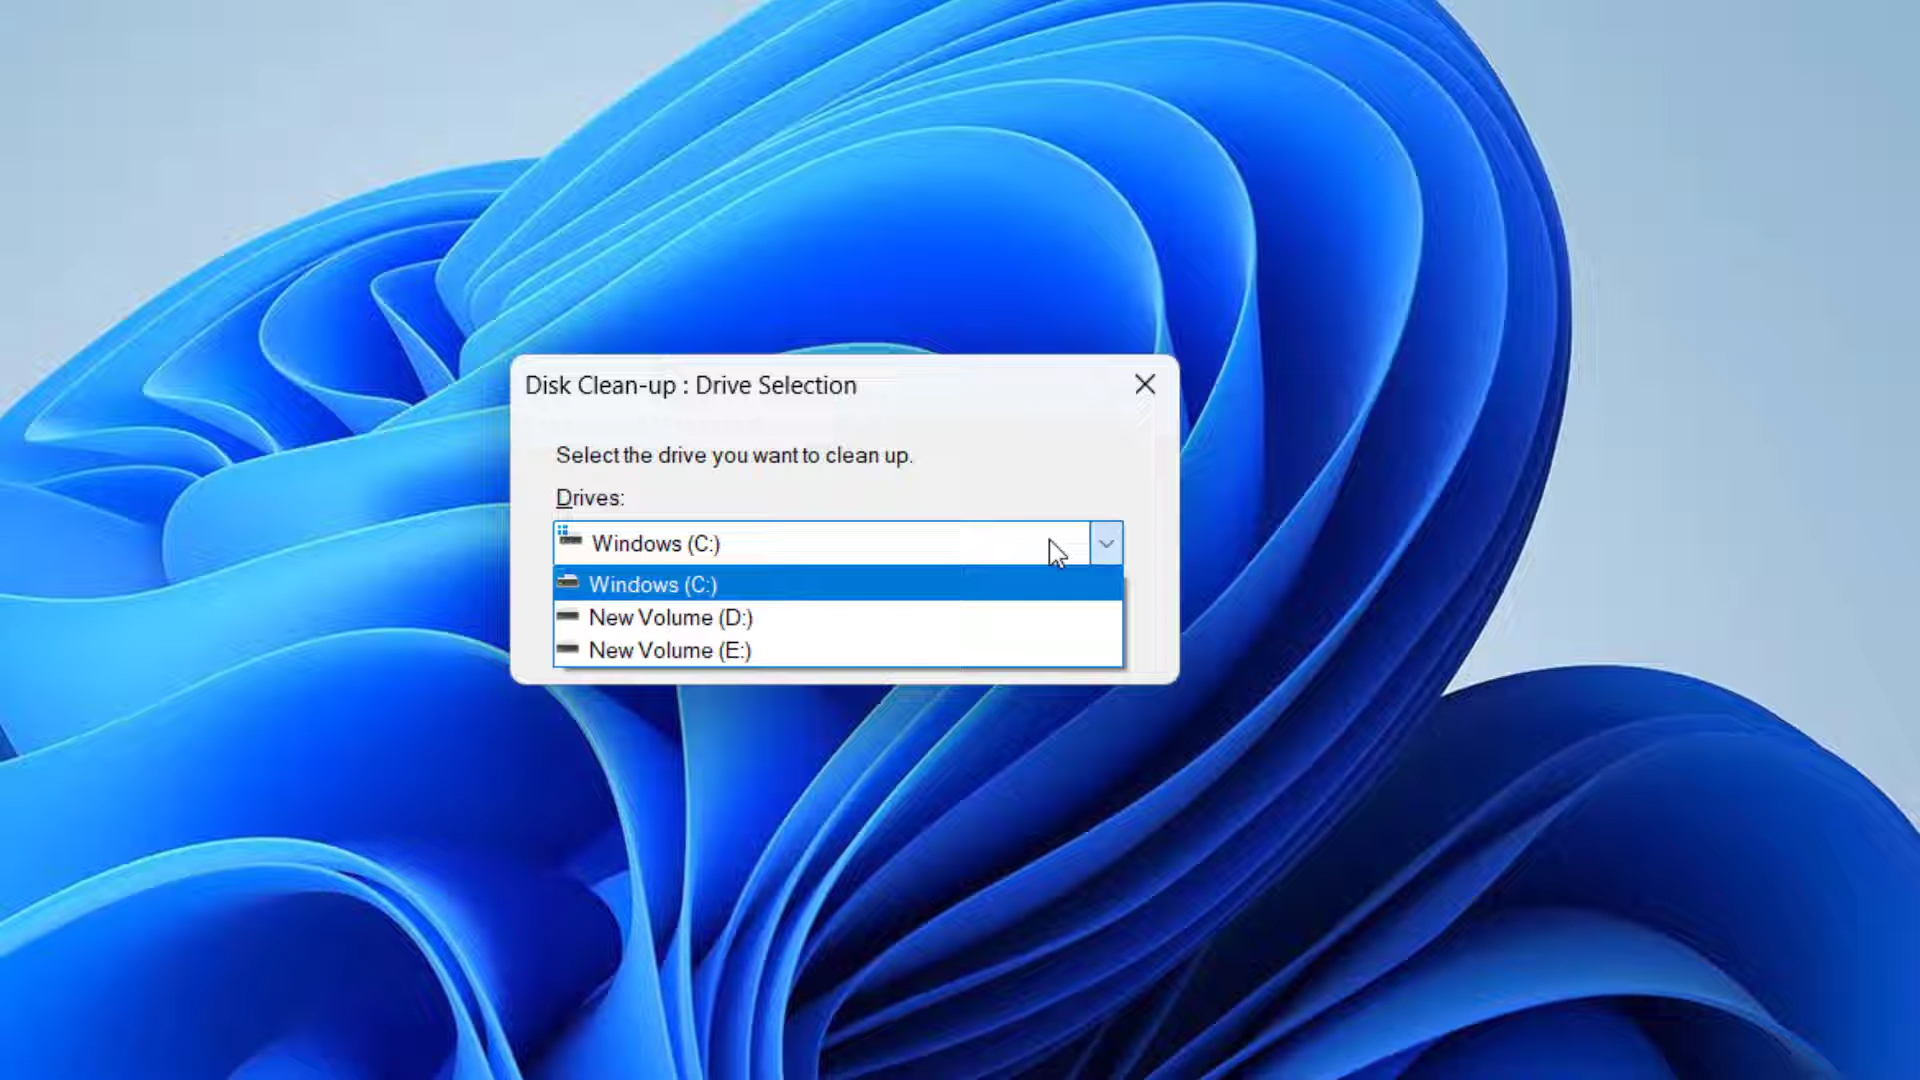 Disk Clean-up : Drive Selection
Select the drive you want to clean up.
Drives:
Windows (C:)
Windows (C:)
New Volume (D:)
New Volume (E:)